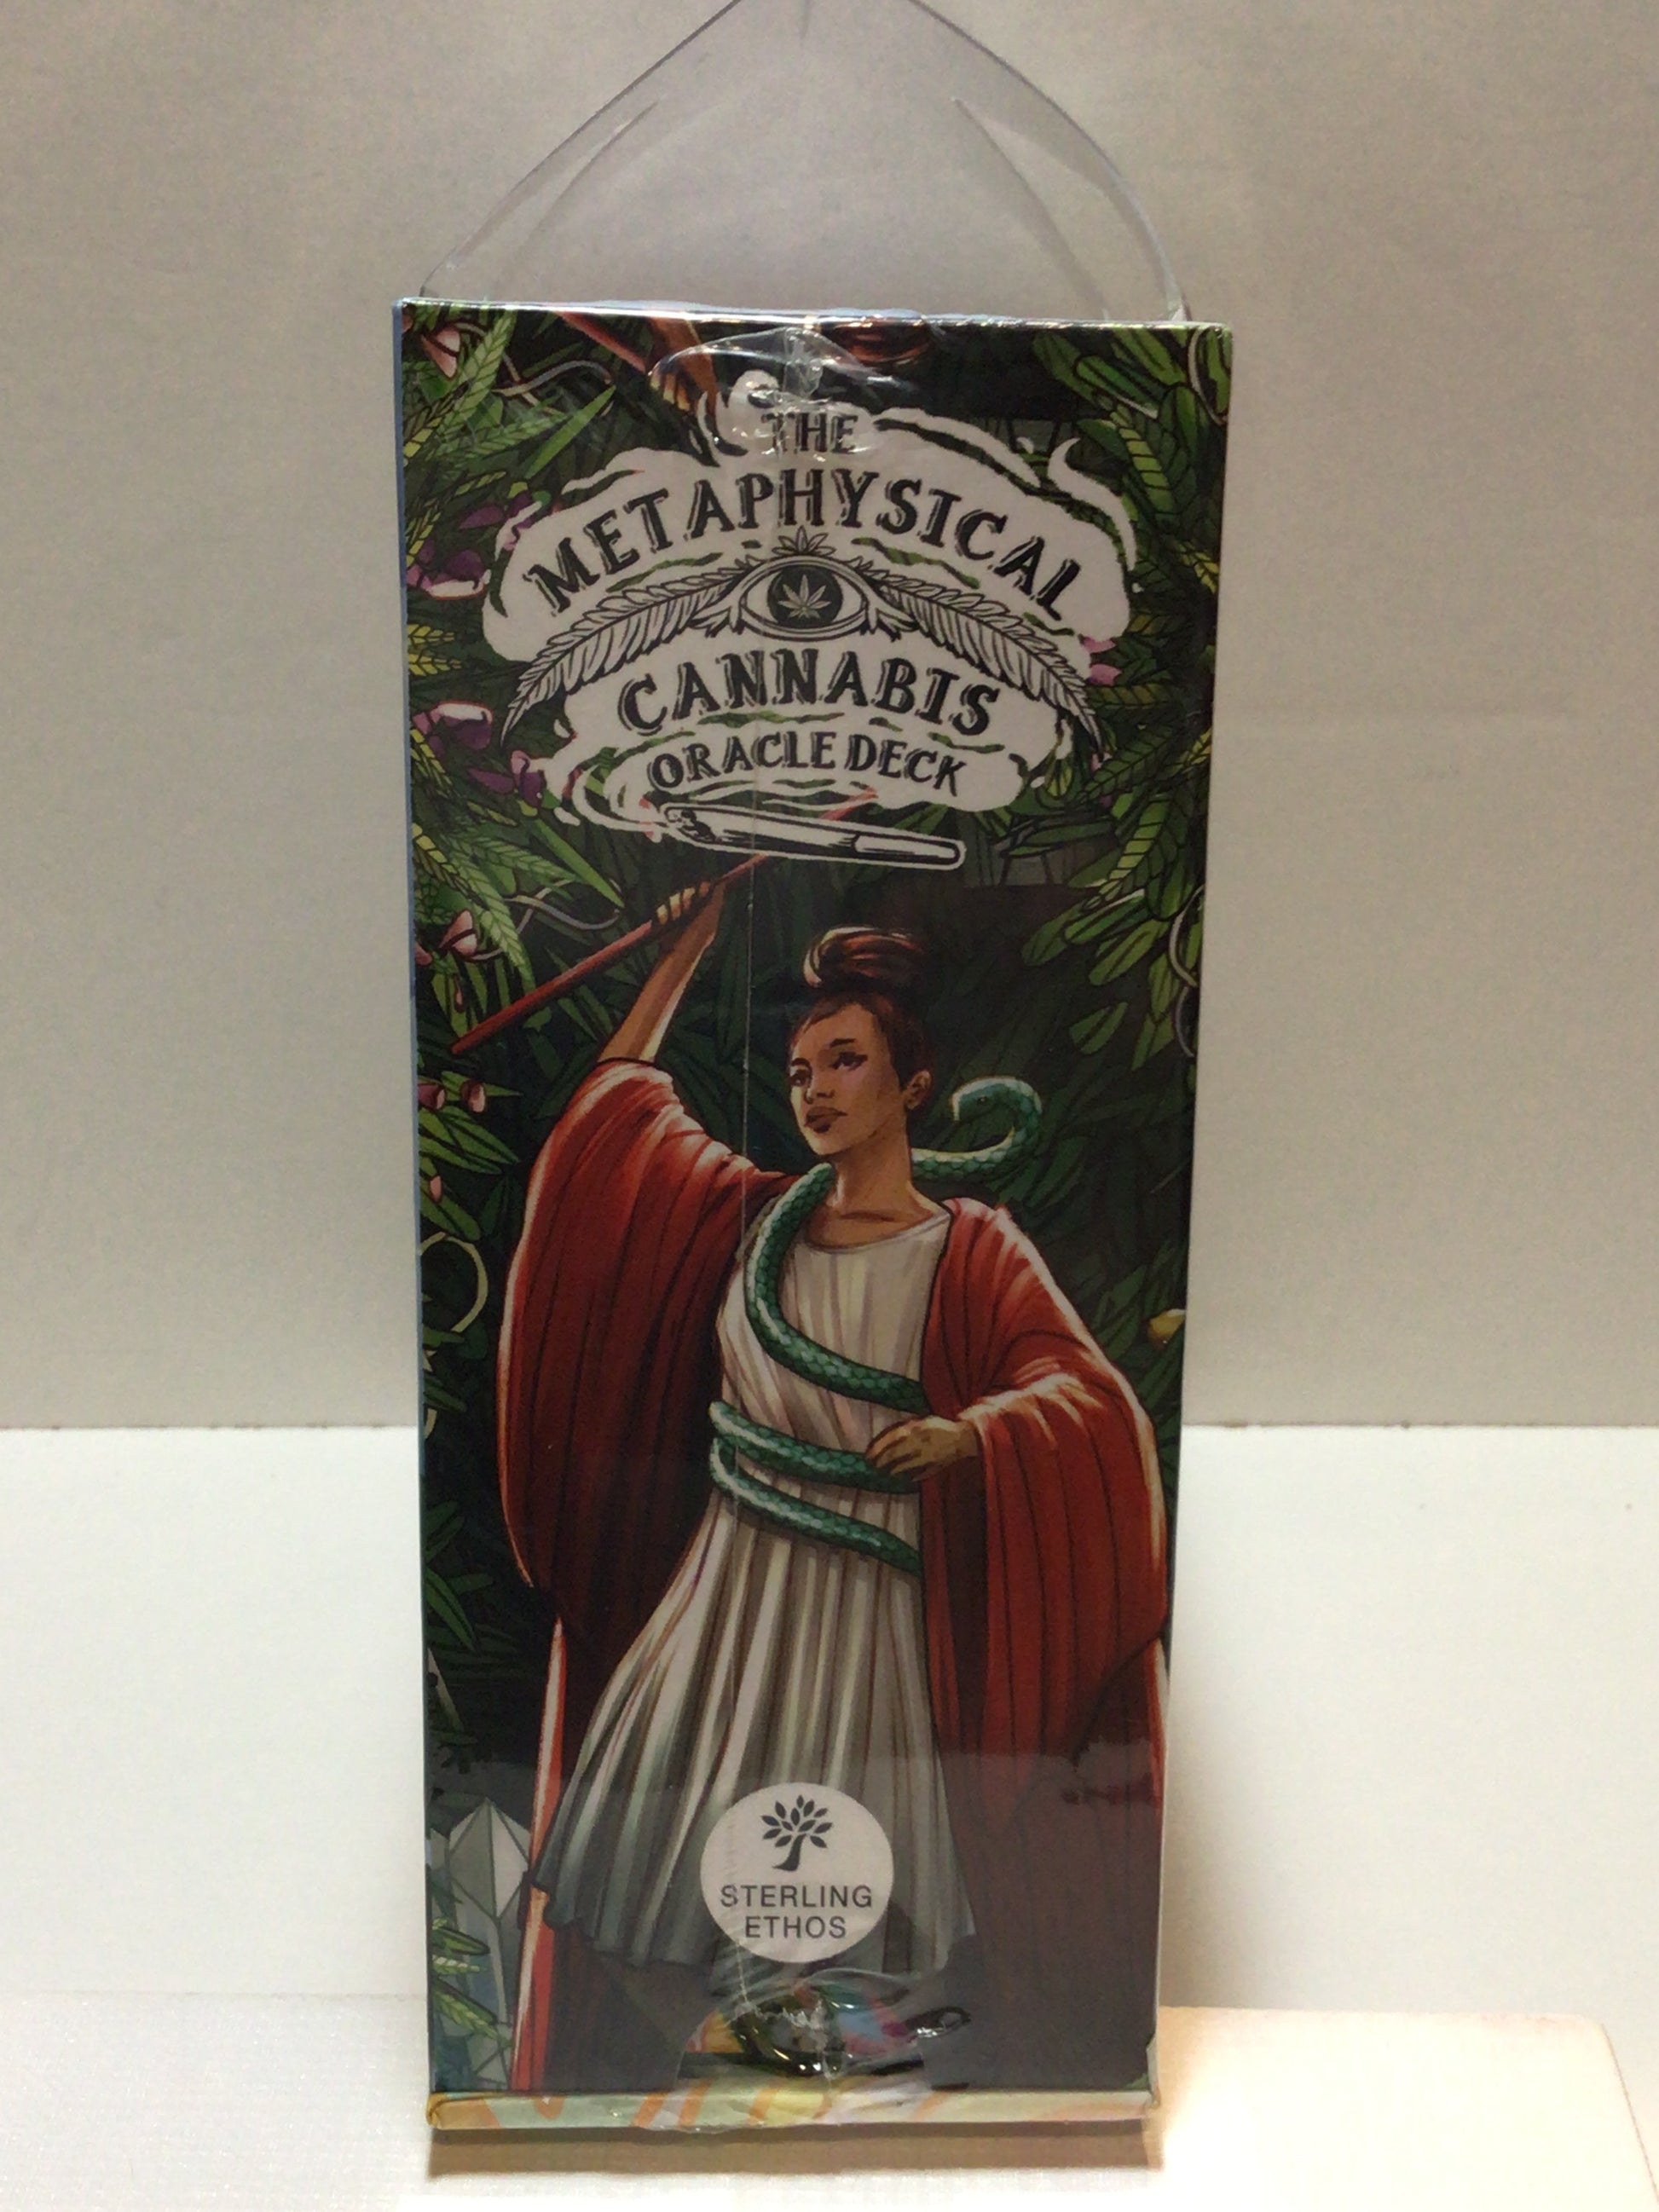 THE
METAPHYSICAL
CANNABIS
ORACLE DECK
STERLING
ETHOS